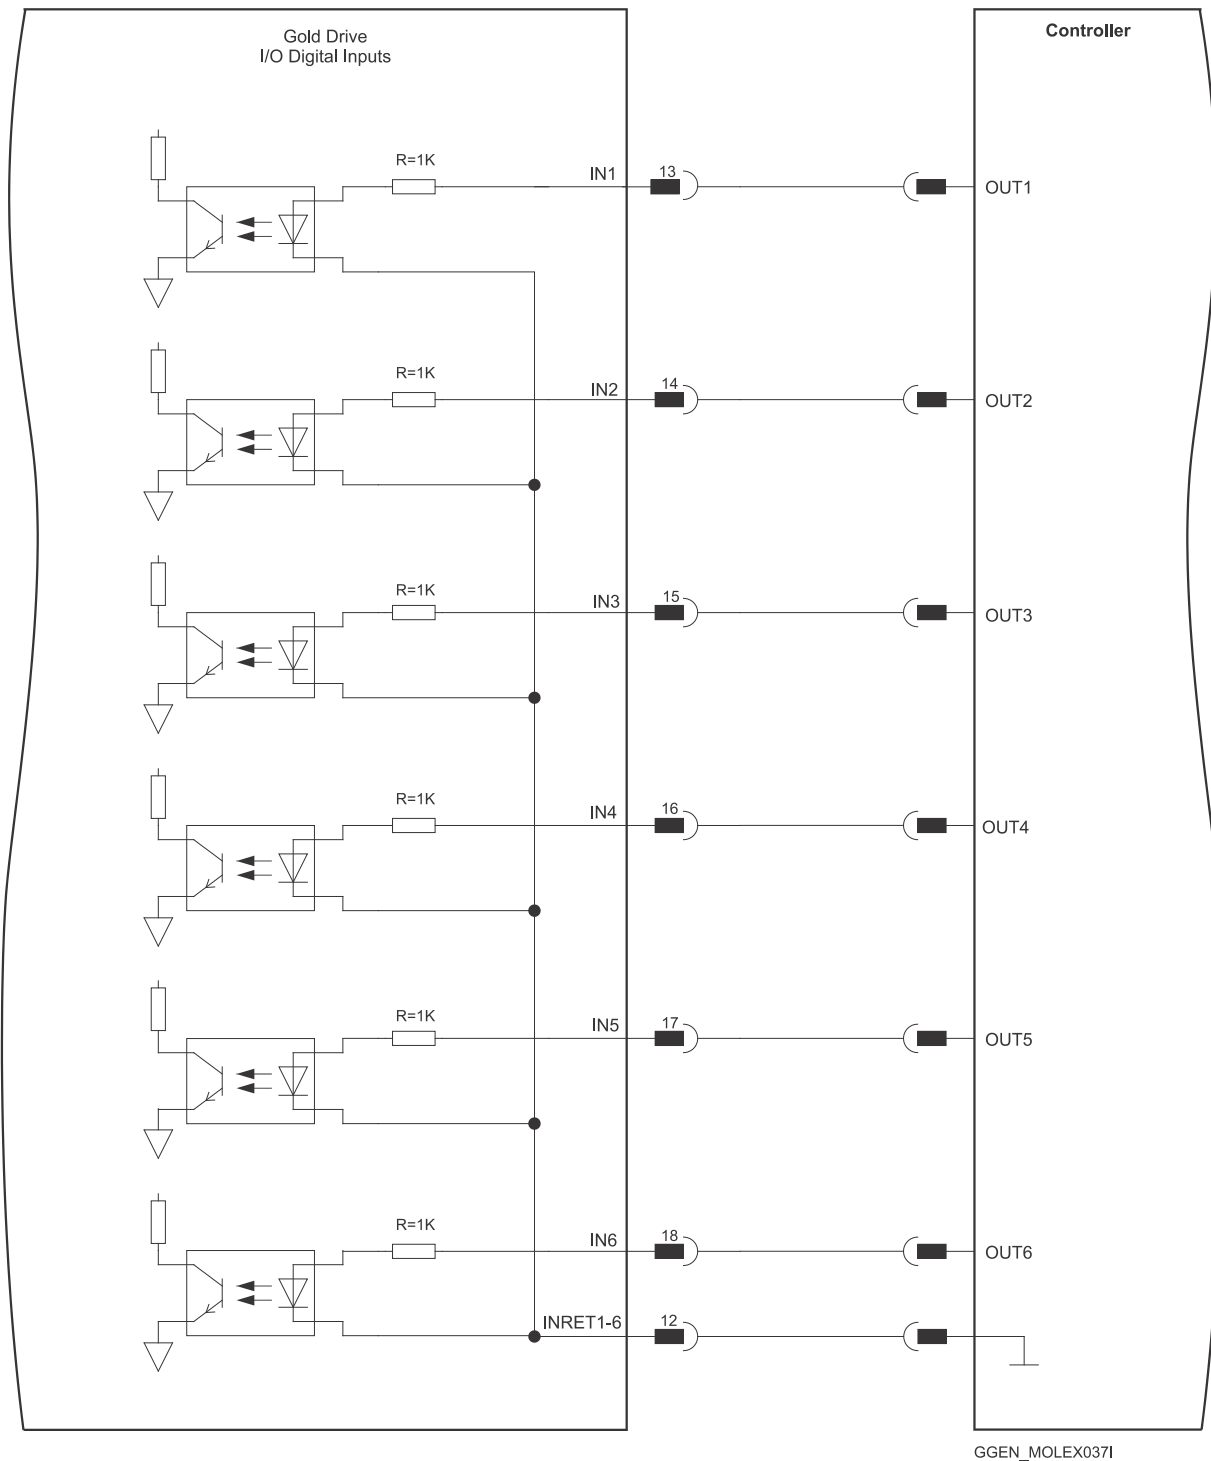 Gold Drive
I/O Digital Inputs
Controller
R=1K
IN1
13
OUT1
R=1K
IN2
14
OUT2
R=1K
IN3
15
OUT3
R=1K
IN4
16
OUT4
R=1K
IN5
17
OUT5
R=1K
IN6
18
OUT6
INRET1-6
12
GGEN_MOLEX037I